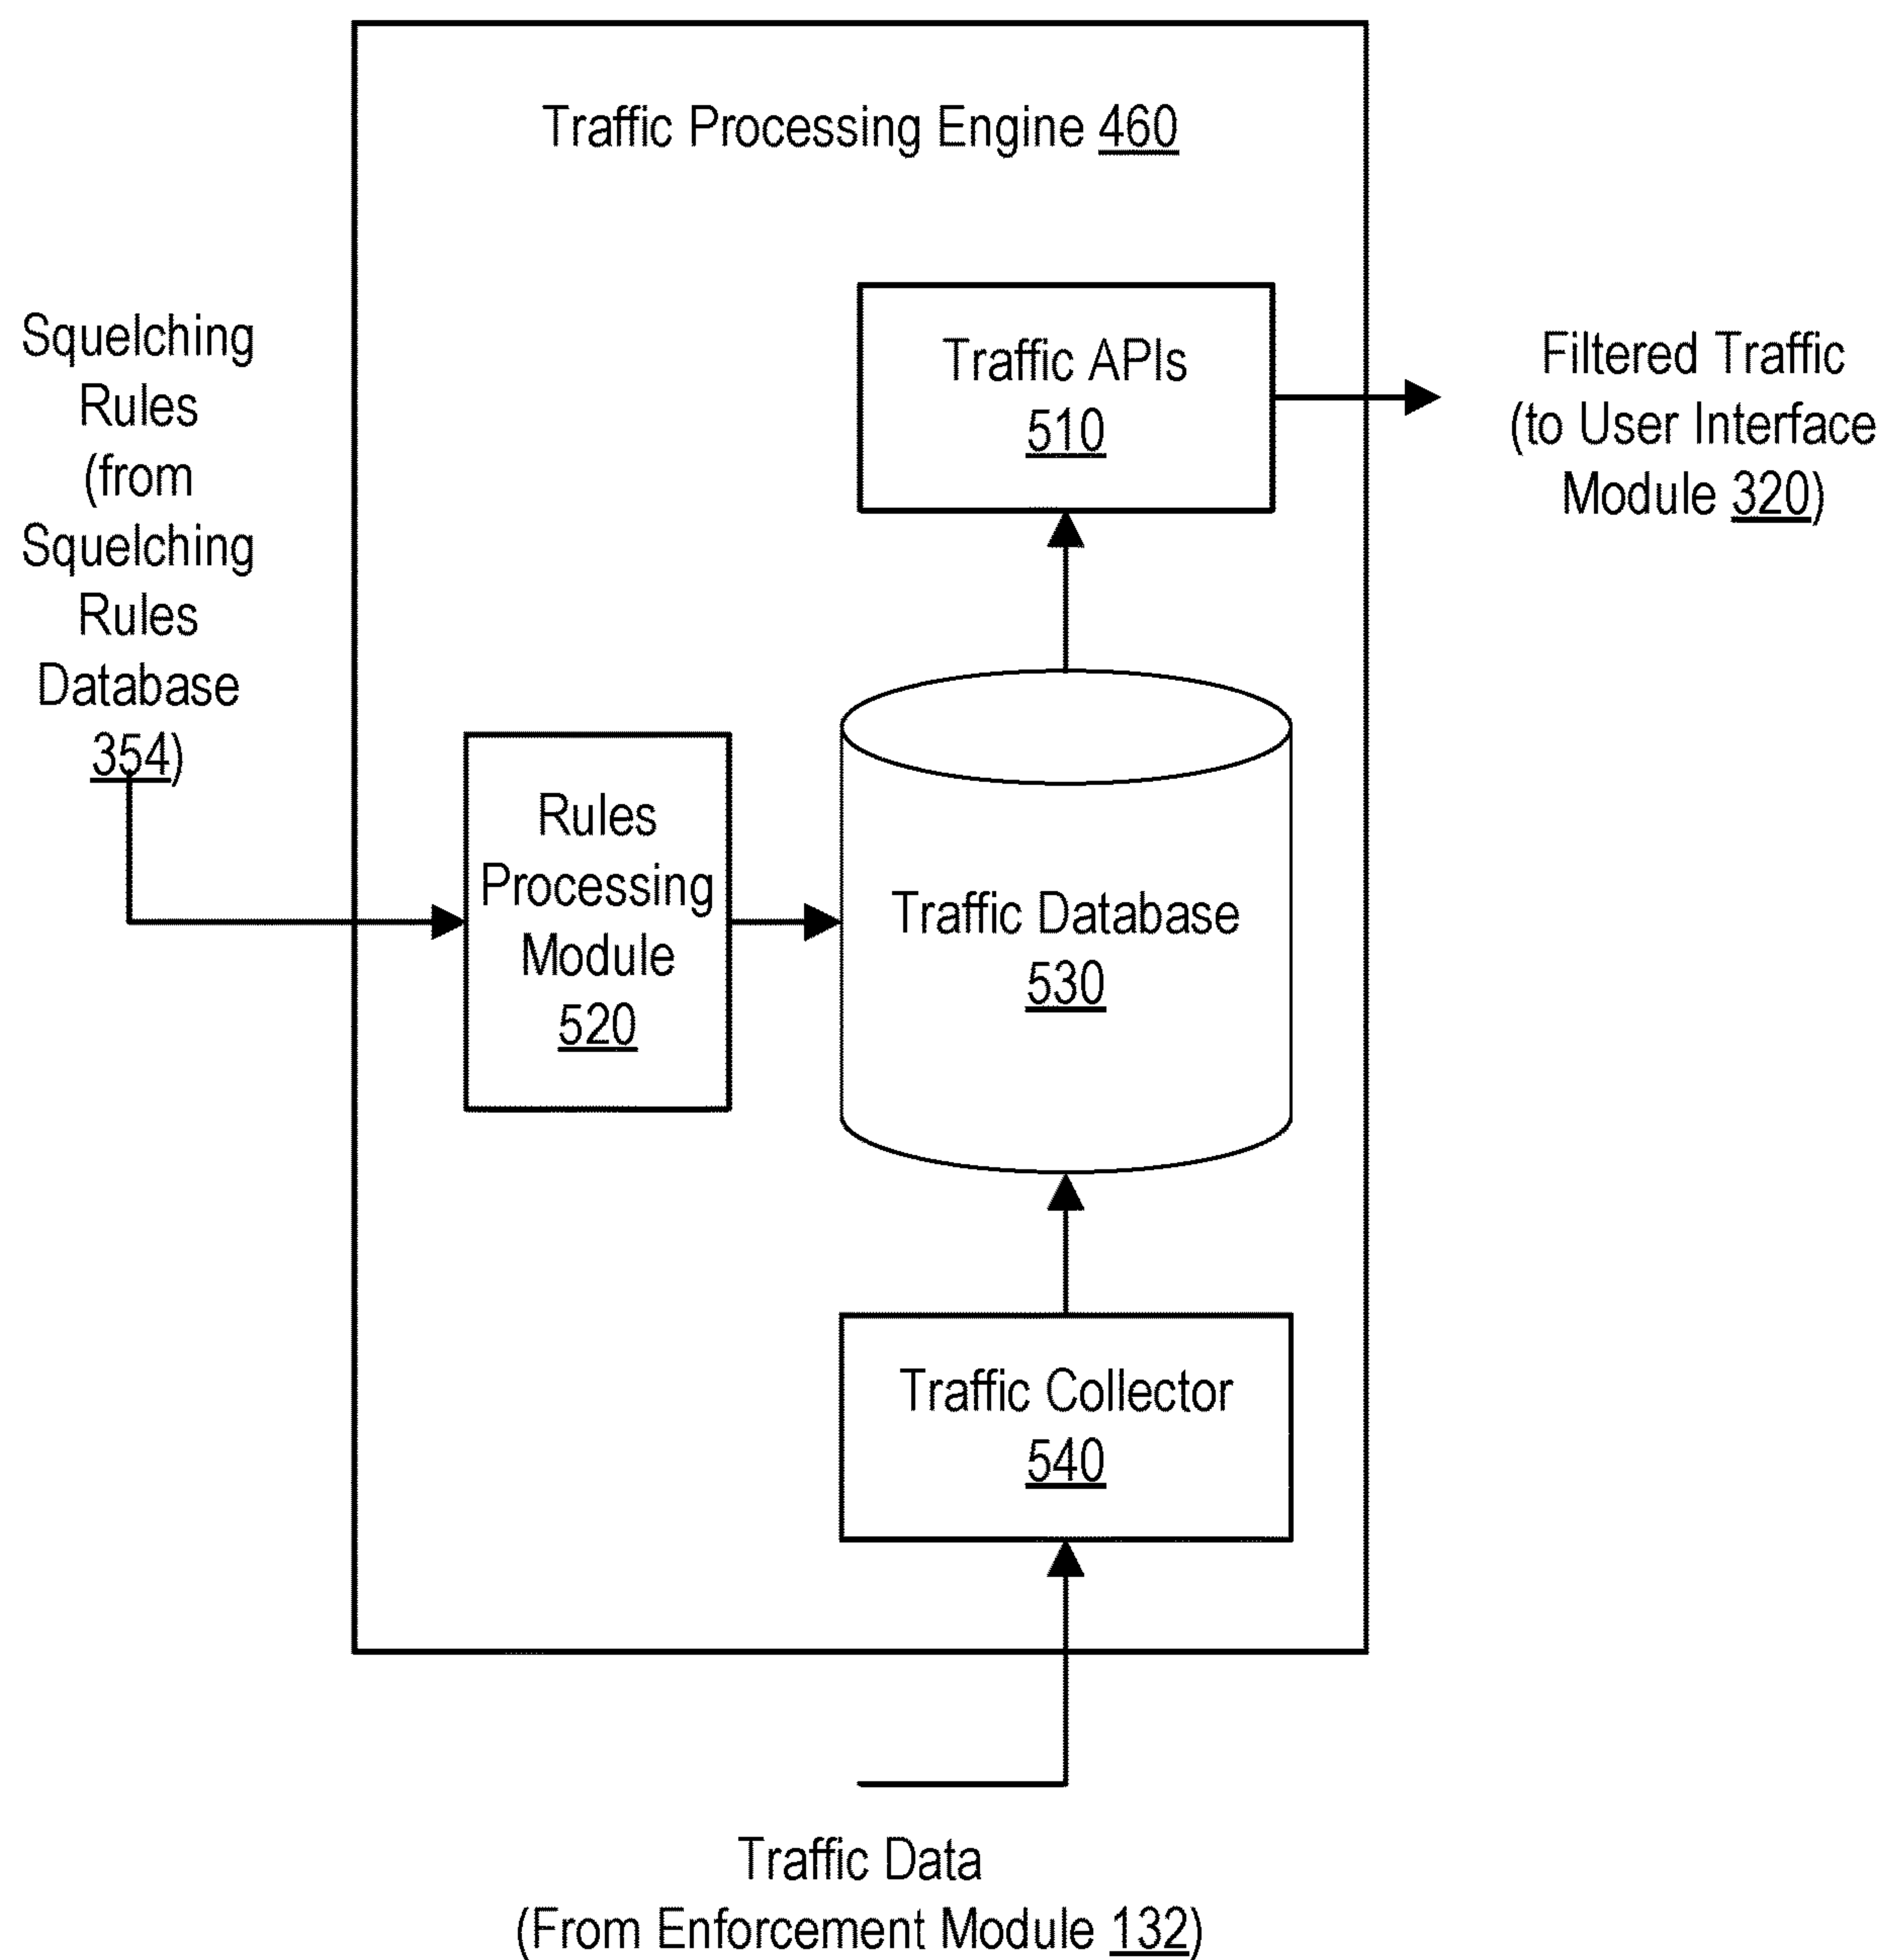 Traffic Processing Engine 460
Squelching
Rules
(from
Squelching
Rules
Database
354)
Traffic APIs
510
Filtered Traffic
(to User Interface
Module 320)
Rules
Processing
Module
520
Traffic Database
530
Traffic Collector
540
Traffic Data
(From Enforcement Module 132)